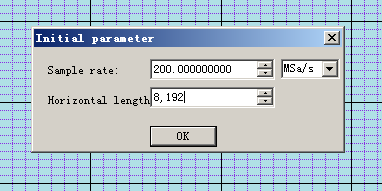 Initial parameter
Sample rate: 200.000000000 MSa/s
Horizontal length 8,192
OK